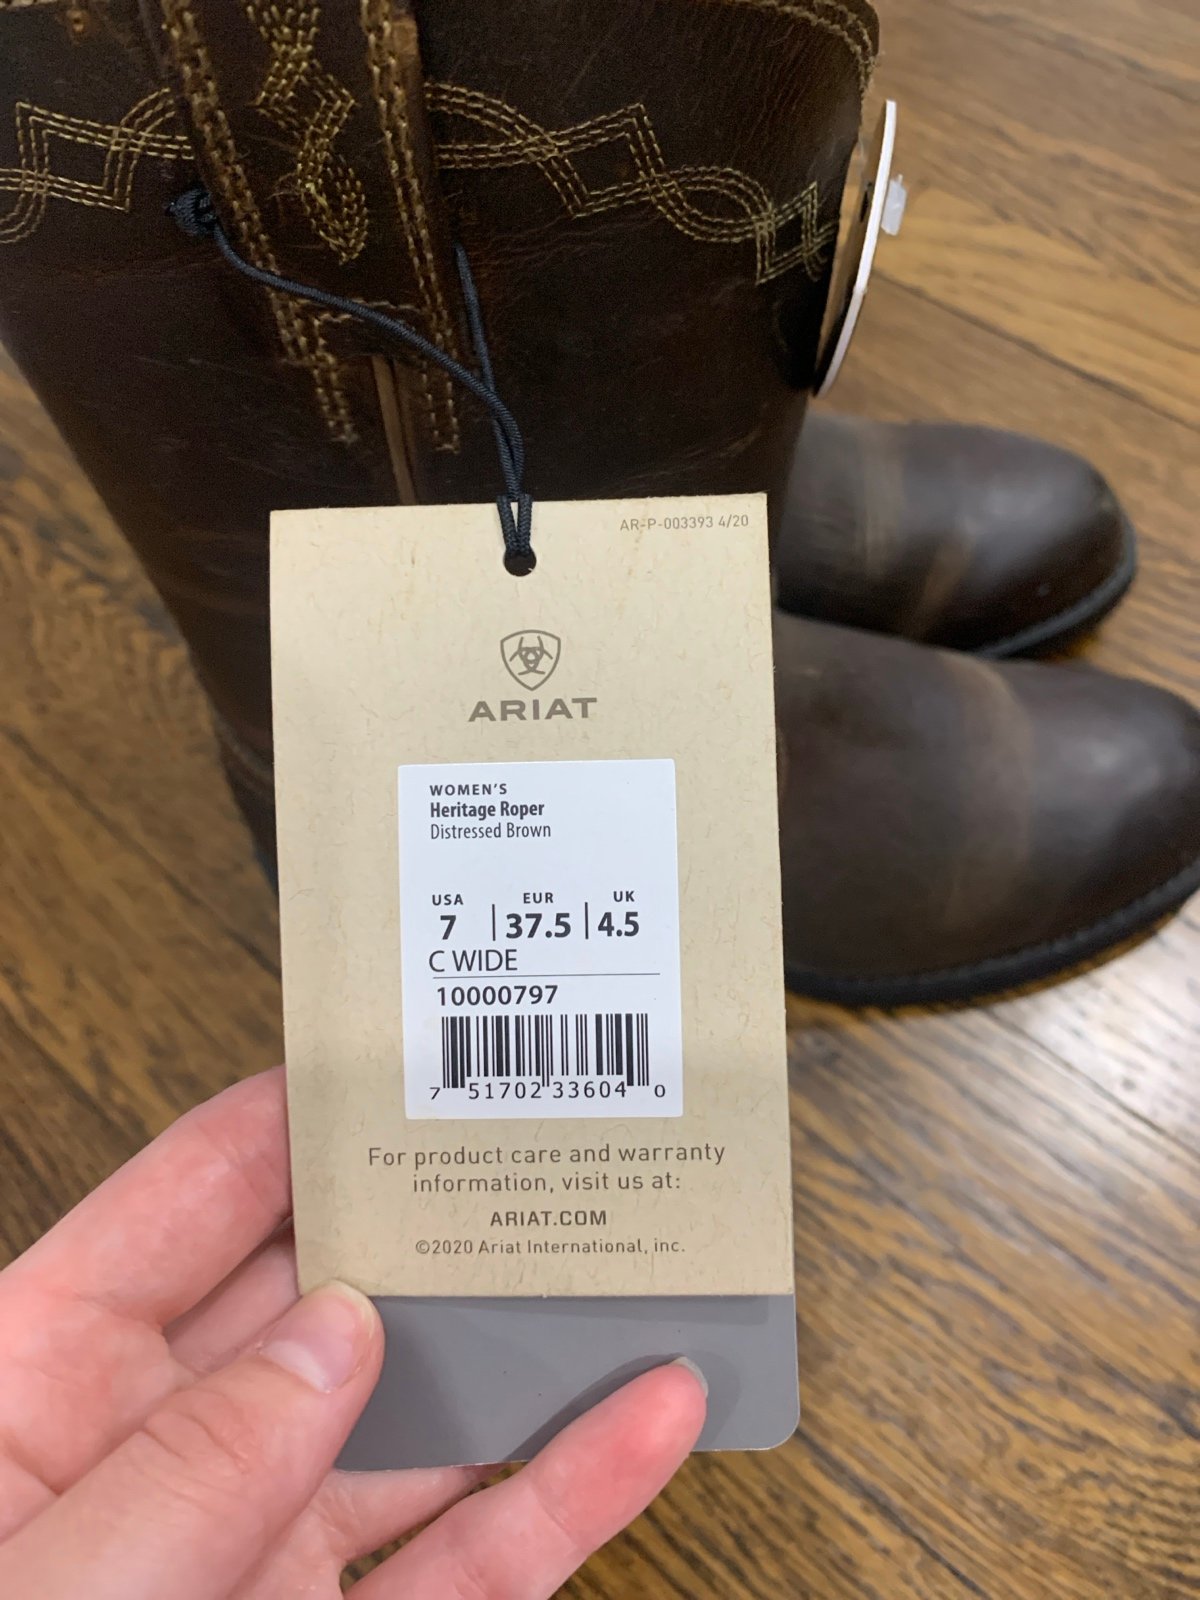 AR-P-003393 4/20
ARIAT
WOMEN'S
Heritage Roper
Distressed Brown
USA EUR UK
7 | 37.5 | 4.5
C WIDE
10000797
7 51702 33604 0
For product care and warranty
information, visit us at:
ARIAT.COM
©2020 Ariat International, inc.